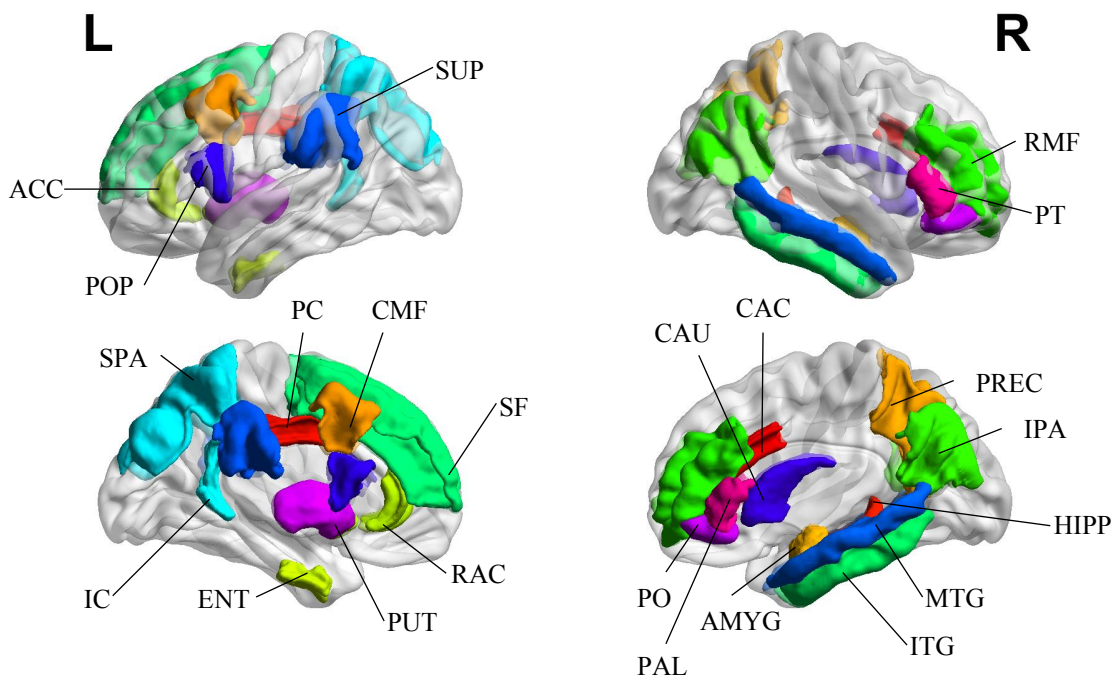 L
R
SUP
RMF
ACC
PT
POP
PC
CMF
CAC
CAU
SPA
PREC
SF
IPA
HIPP
IC
ENT
RAC
PO
MTG
PUT
AMYG
ITG
PAL